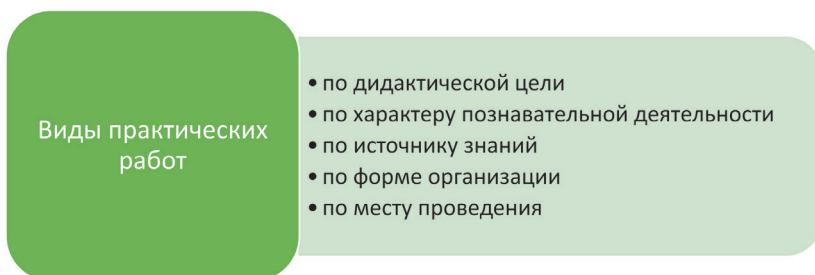 Виды практических
работ
• по дидактической цели
• по характеру познавательной деятельности
• по источнику знаний
• по форме организации
• по месту проведения